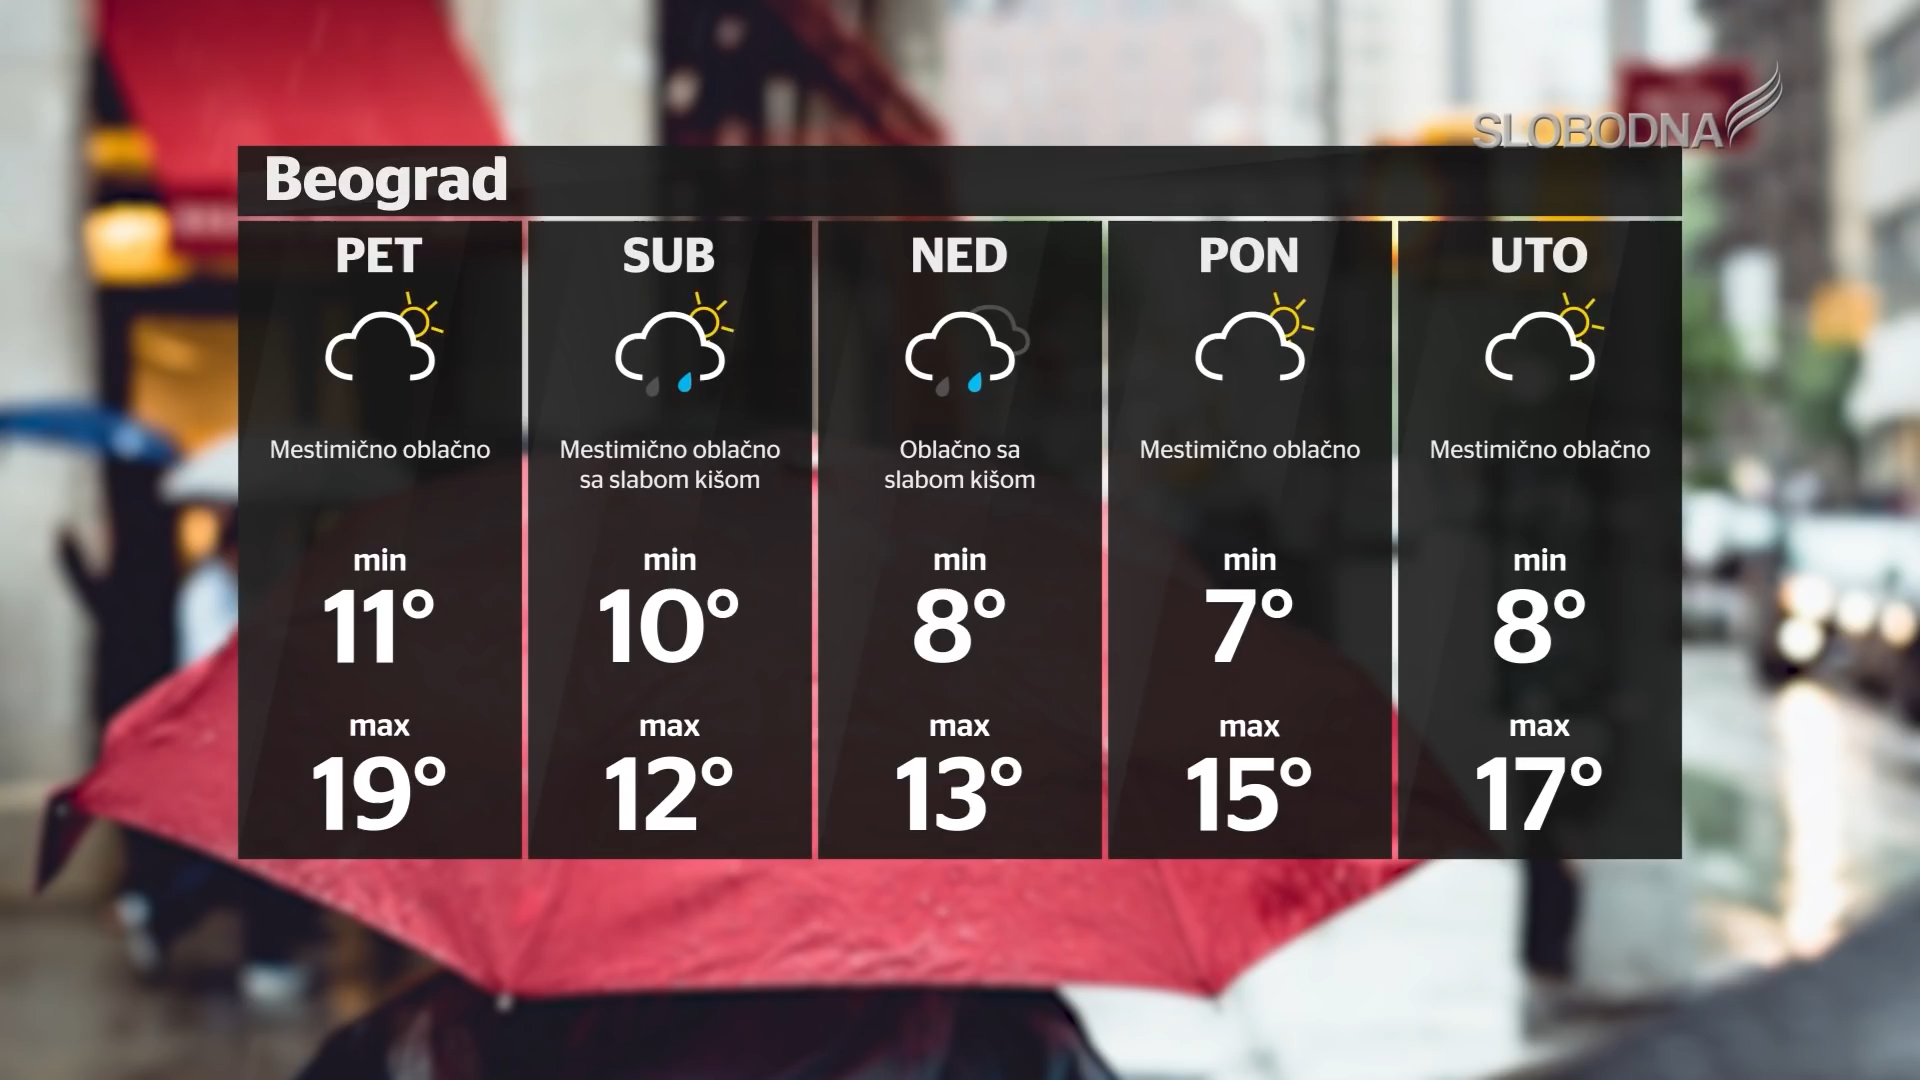 SLOBODNA
Beograd
PET
SUB
NED
PON
UTO
Mestimično oblačno
Mestimično oblačno
sa slabom kišom
Oblačno sa
slabom kišom
Mestimično oblačno
Mestimično oblačno
min
11°
min
10°
min
8°
min
7°
min
8°
max
19°
max
12°
max
13°
max
15°
max
17°